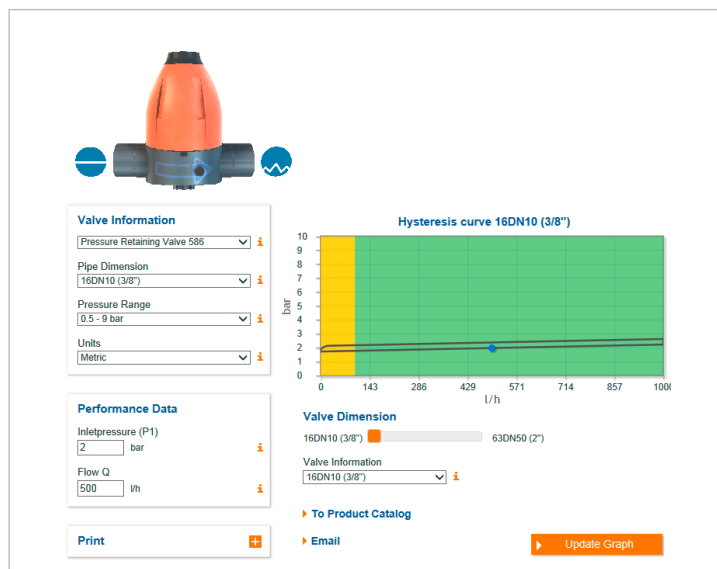 Valve Information
Pressure Retaining Valve 586
i
Pipe Dimension
16DN10 (3/8")
i
Pressure Range
0.5 - 9 bar
i
Units
Metric
i
Performance Data
Inletpressure (P1)
2 bar
i
Flow Q
500 l/h
i
Print
Hysteresis curve 16DN10 (3/8")
bar
10
9
8
7
6
5
4
3
2
1
0
0 143 286 429 571 714 857 1000
l/h
Valve Dimension
16DN10 (3/8") 63DN50 (2")
Valve Information
16DN10 (3/8") i
To Product Catalog
Email
Update Graph